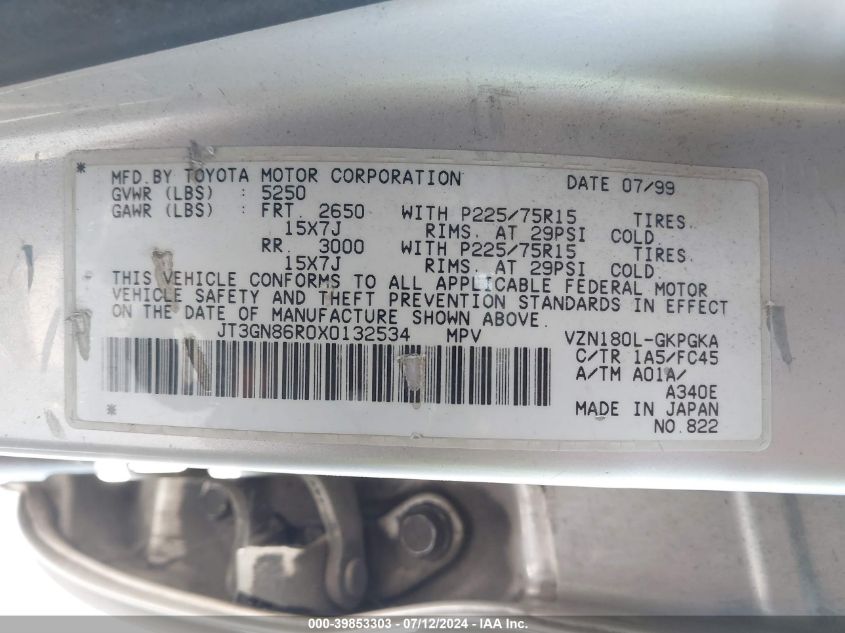 * MFD. BY TOYOTA MOTOR CORPORATION DATE 07/99
GVWR (LBS) : 5250
GAWR (LBS) : FRT. 2650 WITH P225/75R15 TIRES.
15X7J RIMS. AT 29PSI COLD.
RR. 3000 WITH P225/75R15 TIRES.
15X7J RIMS. AT 29PSI COLD.
THIS VEHICLE CONFORMS TO ALL APPLICABLE FEDERAL MOTOR
VEHICLE SAFETY AND THEFT PREVENTION STANDARDS IN EFFECT
ON THE DATE OF MANUFACTURE SHOWN ABOVE.
JT3GN86R0X0132534 MPV VZN180L-GKPGKA
C/TR 1A5/FC45
A/TM A01A/
A340E
* MADE IN JAPAN
NO.822
000-39853303 - 07/12/2024 - IAA Inc.